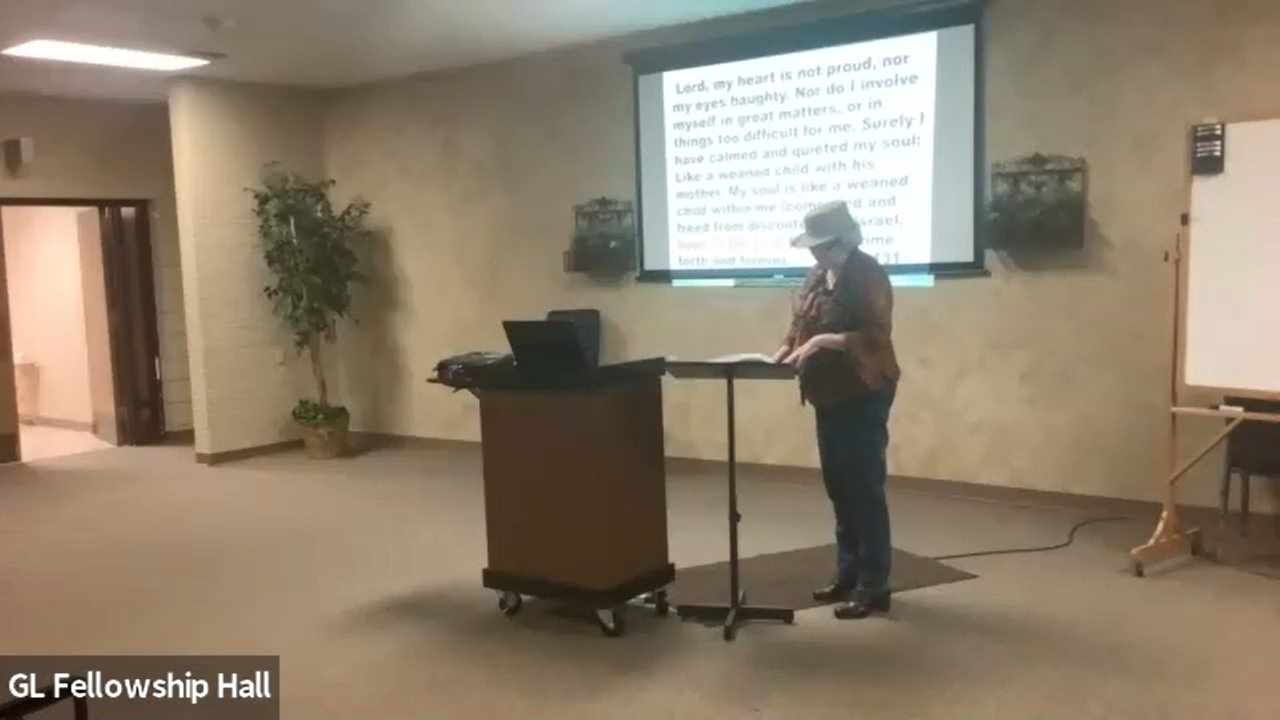 Lord, my heart is not proud, nor
my eyes haughty. Nor do I involve
myself in great matters, or in
things too difficult for me. Surely I
have calmed and quieted my soul;
Like a weaned child with his
mother. My soul is like a weaned
child within me and
freed from Israel,
forth and forever.
GL Fellowship Hall